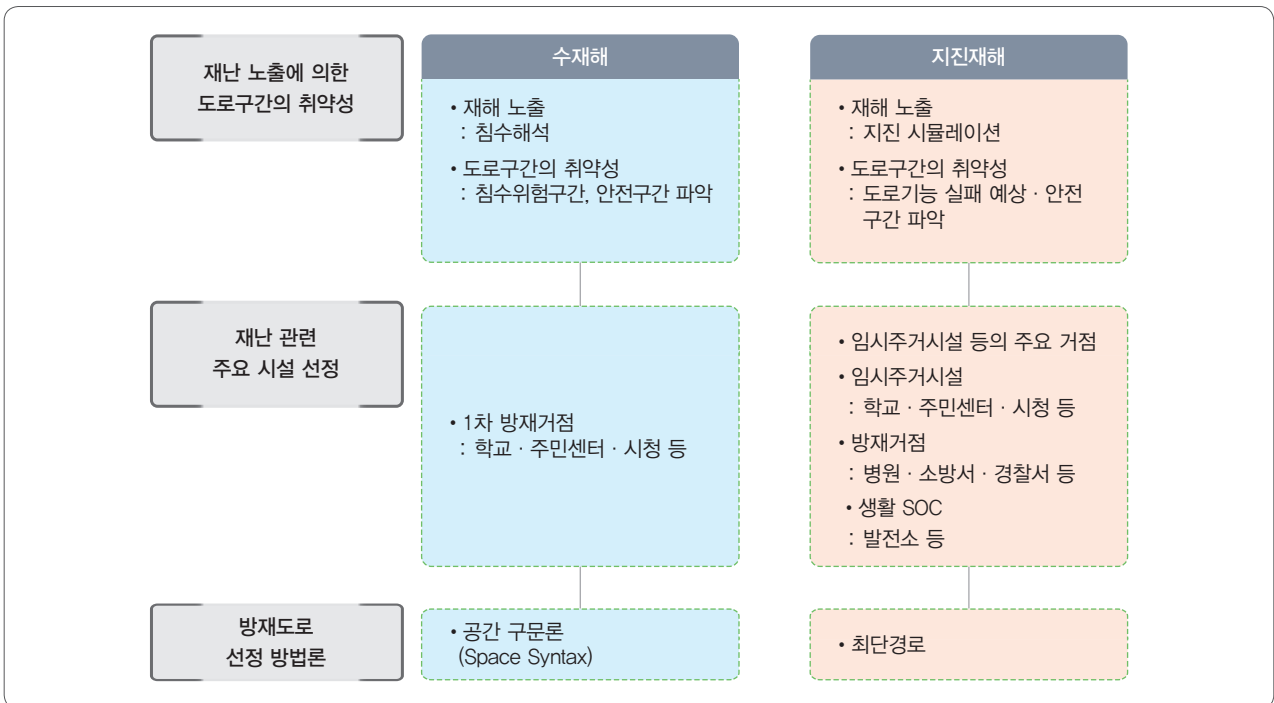 재난 노출에 의한
도로구간의 취약성
수재해
• 재해 노출
: 침수해석
• 도로구간의 취약성
: 침수위험구간, 안전구간 파악
지진재해
• 재해 노출
: 지진 시뮬레이션
• 도로구간의 취약성
: 도로기능 실패 예상 · 안전
구간 파악
재난 관련
주요 시설 선정
• 1차 방재거점
: 학교 · 주민센터 · 시청 등
• 임시주거시설 등의 주요 거점
• 임시주거시설
: 학교 · 주민센터 · 시청 등
• 방재거점
: 병원 · 소방서 · 경찰서 등
• 생활 SOC
: 발전소 등
방재도로
선정 방법론
• 공간 구문론
(Space Syntax)
• 최단경로